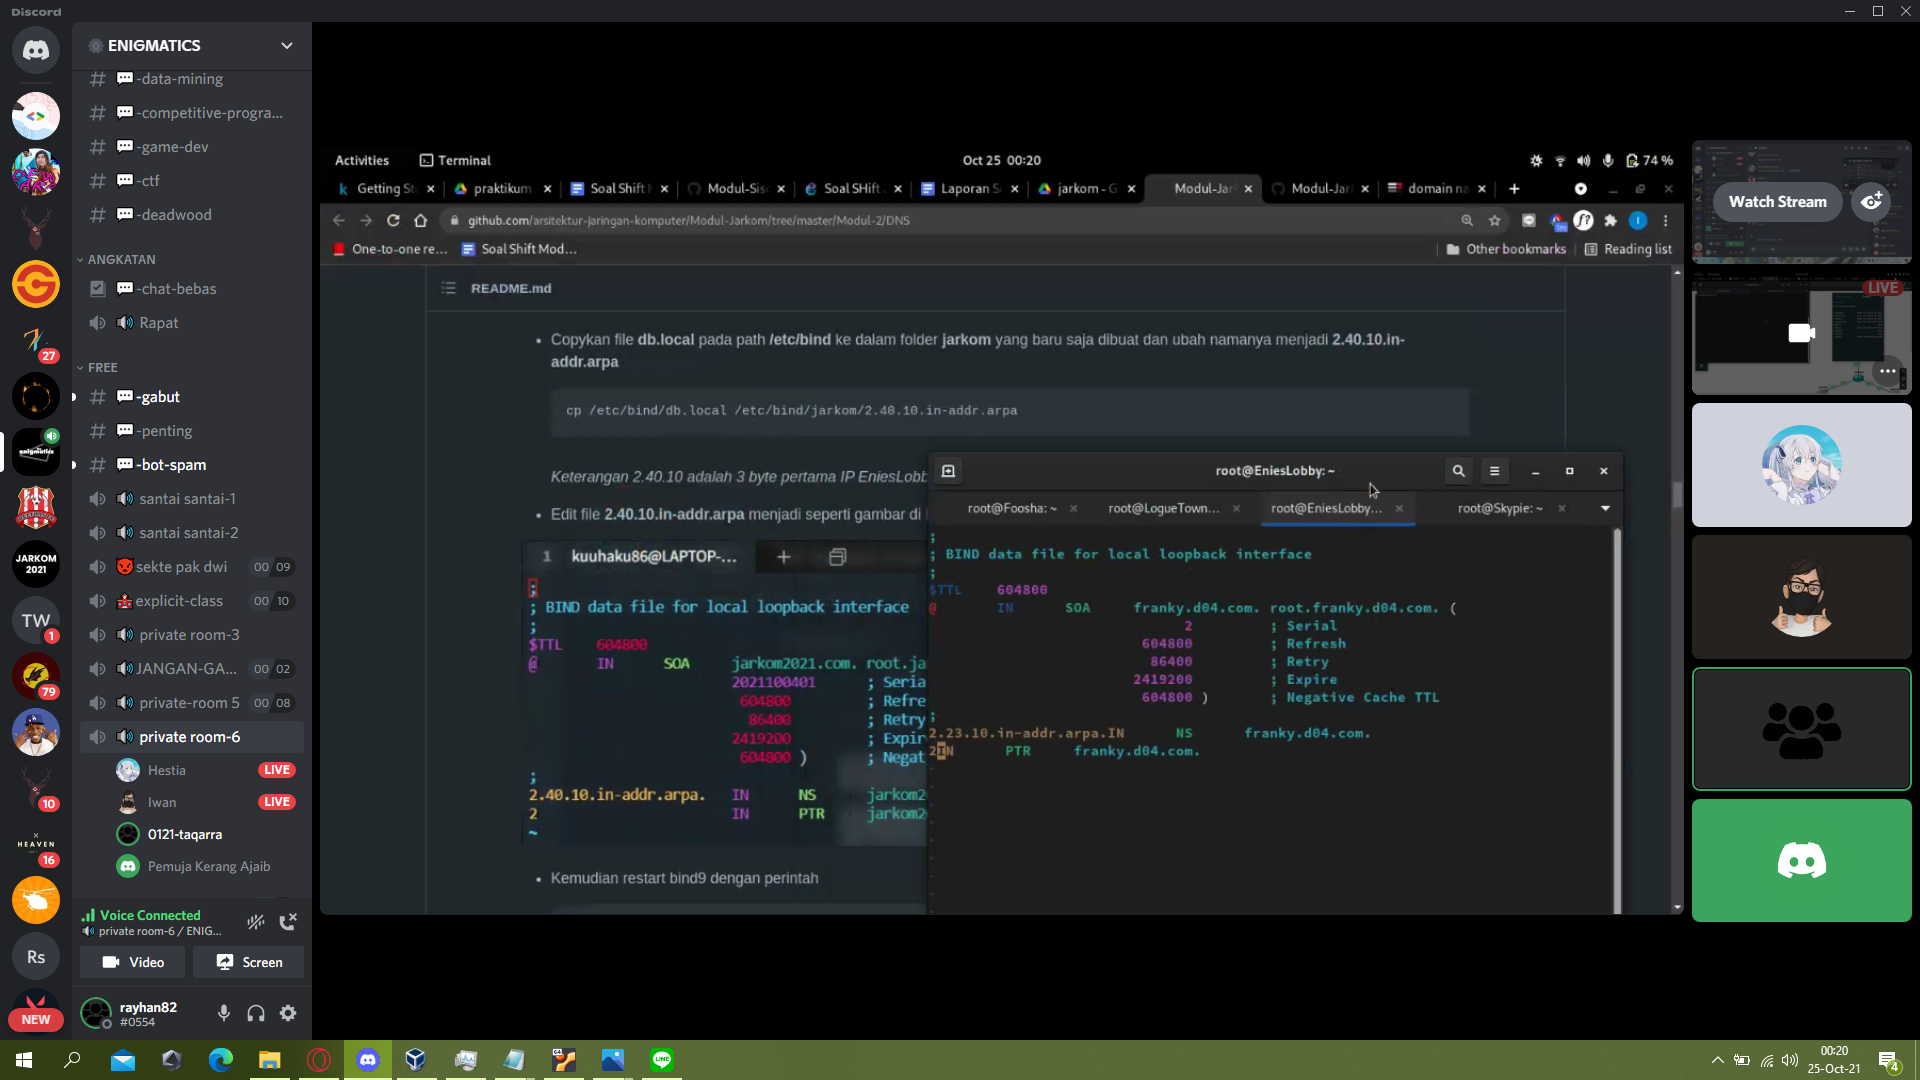 Discord
ENIGMATICS
-data-mining
-competitive-progra...
-game-dev
-ctf
-deadwood
ANGKATAN
-chat-bebas
Rapat
FREE
-gabut
-penting
-bot-spam
santai santai-1
santai santai-2
sekte pak dwi 00 09
explicit-class 00 10
private room-3
JANGAN-GA... 00 02
private-room 5 00 08
private room-6
Hestia LIVE
Iwan LIVE
0121-taqarra
Pemuja Kerang Ajaib
Voice Connected
private room-6 / ENIG...
Video
Screen
rayhan82
#0554
27
enigmatics
JARKOM
2021
TW
1
79
10
HEAVEN
16
Rs
NEW
Activities
Terminal
Oct 25 00:20
74 %
Getting Sta
praktikum
Soal Shift M
Modul-Sis
Soal SHift
Laporan S
jarkom - G
Modul-Jar
Modul-Jar
domain na
github.com/arsitektur-jaringan-komputer/Modul-Jarkom/tree/master/Modul-2/DNS
One-to-one re...
Soal Shift Mod...
Other bookmarks
Reading list
README.md
Copykan file db.local pada path /etc/bind ke dalam folder jarkom yang baru saja dibuat dan ubah namanya menjadi 2.40.10.in-
addr.arpa
cp /etc/bind/db.local /etc/bind/jarkom/2.40.10.in-addr.arpa
Keterangan 2.40.10 adalah 3 byte pertama IP EniesLobb
Edit file 2.40.10.in-addr.arpa menjadi seperti gambar di
1 kuuhaku86@LAPTOP-...
;
; BIND data file for local loopback interface
;
$TTL 604800
@ IN SOA jarkom2021.com. root.ja
2021100401 ; Seria
604800 ; Refre
86400 ; Retry
2419200 ; Expir
604800 ) ; Negat
;
2.40.10.in-addr.arpa. IN NS jarkom2
2 IN PTR jarkom2
~
Kemudian restart bind9 dengan perintah
root@EniesLobby: ~
root@Foosha: ~
root@LogueTown...
root@EniesLobby...
root@Skypie: ~
;
; BIND data file for local loopback interface
;
$TTL 604800
@ IN SOA franky.d04.com. root.franky.d04.com. (
2 ; Serial
604800 ; Refresh
86400 ; Retry
2419200 ; Expire
604800 ) ; Negative Cache TTL
;
2.23.10.in-addr.arpa.IN NS franky.d04.com.
2IN PTR franky.d04.com.
Watch Stream
LIVE
00:20
25-Oct-21
4